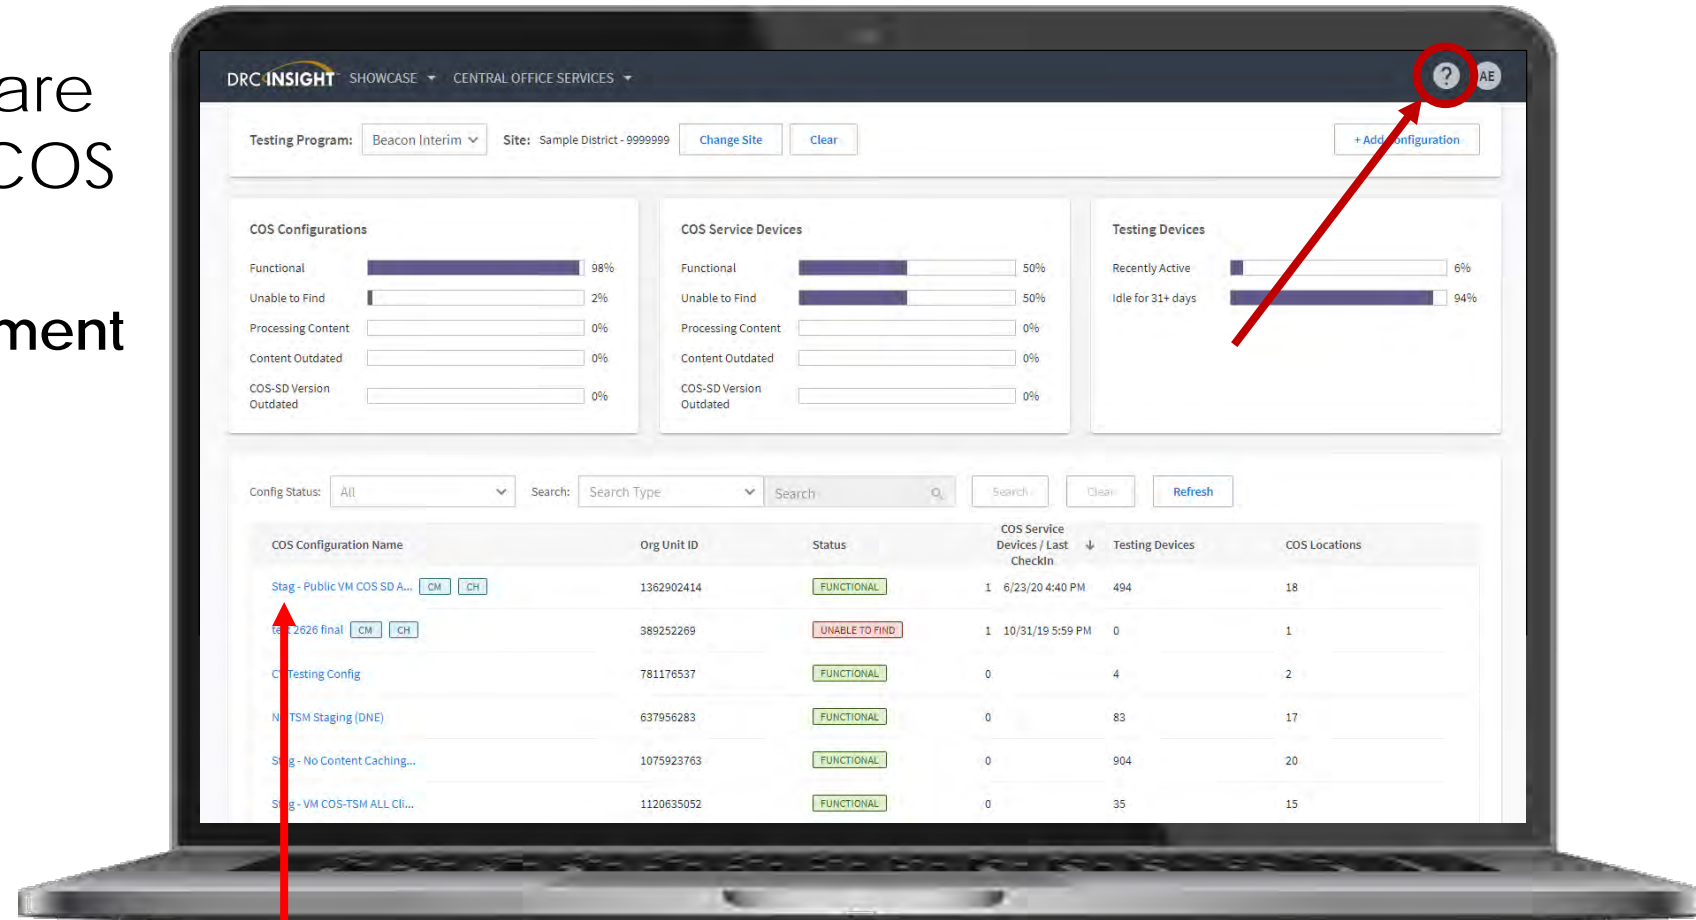 are
COS
ment
DRC INSIGHT SHOWCASE CENTRAL OFFICE SERVICES ? AE
Testing Program: Beacon Interim Site: Sample District - 9999999 Change Site Clear + Add Configuration
COS Configurations
Functional 98%
Unable to Find 2%
Processing Content 0%
Content Outdated 0%
COS-SD Version
Outdated 0%
COS Service Devices
Functional 50%
Unable to Find 50%
Processing Content 0%
Content Outdated 0%
COS-SD Version
Outdated 0%
Testing Devices
Recently Active 6%
Idle for 31+ days 94%
Config Status: All Search: Search Type Search Search Clear Refresh
COS Configuration Name Org Unit ID Status COS Service Devices / Last CheckIn Testing Devices COS Locations
Stag - Public VM COS SD A... CM CH 1362902414 FUNCTIONAL 1 6/23/20 4:40 PM 494 18
2626 final CM CH 389252269 UNABLE TO FIND 1 10/31/19 5:59 PM 0 1
Testing Config 781176537 FUNCTIONAL 0 4 2
TSM Staging (DNE) 637956283 FUNCTIONAL 0 83 17
- No Content Caching... 1075923763 FUNCTIONAL 0 904 20
- VM COS-TSM ALL Cli... 1120635052 FUNCTIONAL 0 35 15